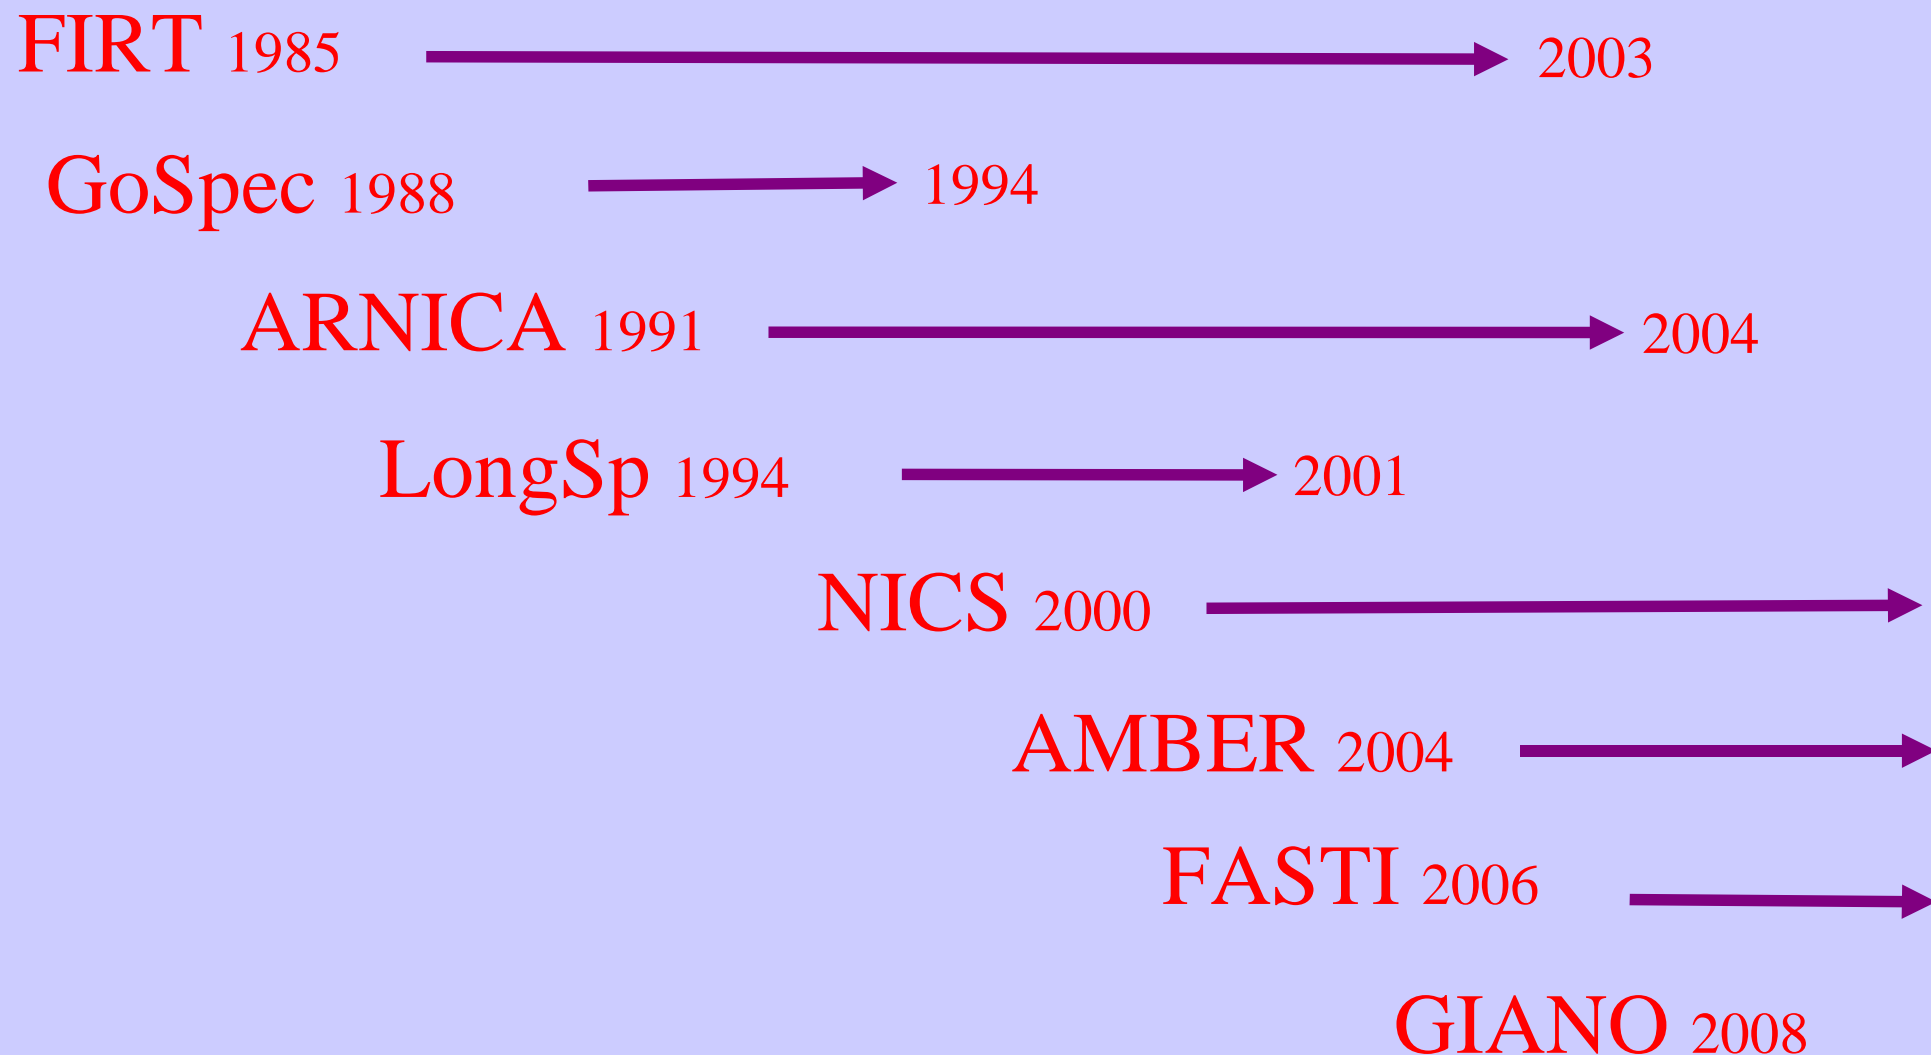 FIRT 1985 2003
GoSpec 1988 1994
ARNICA 1991 2004
LongSp 1994 2001
NICS 2000
AMBER 2004
FASTI 2006
GIANO 2008